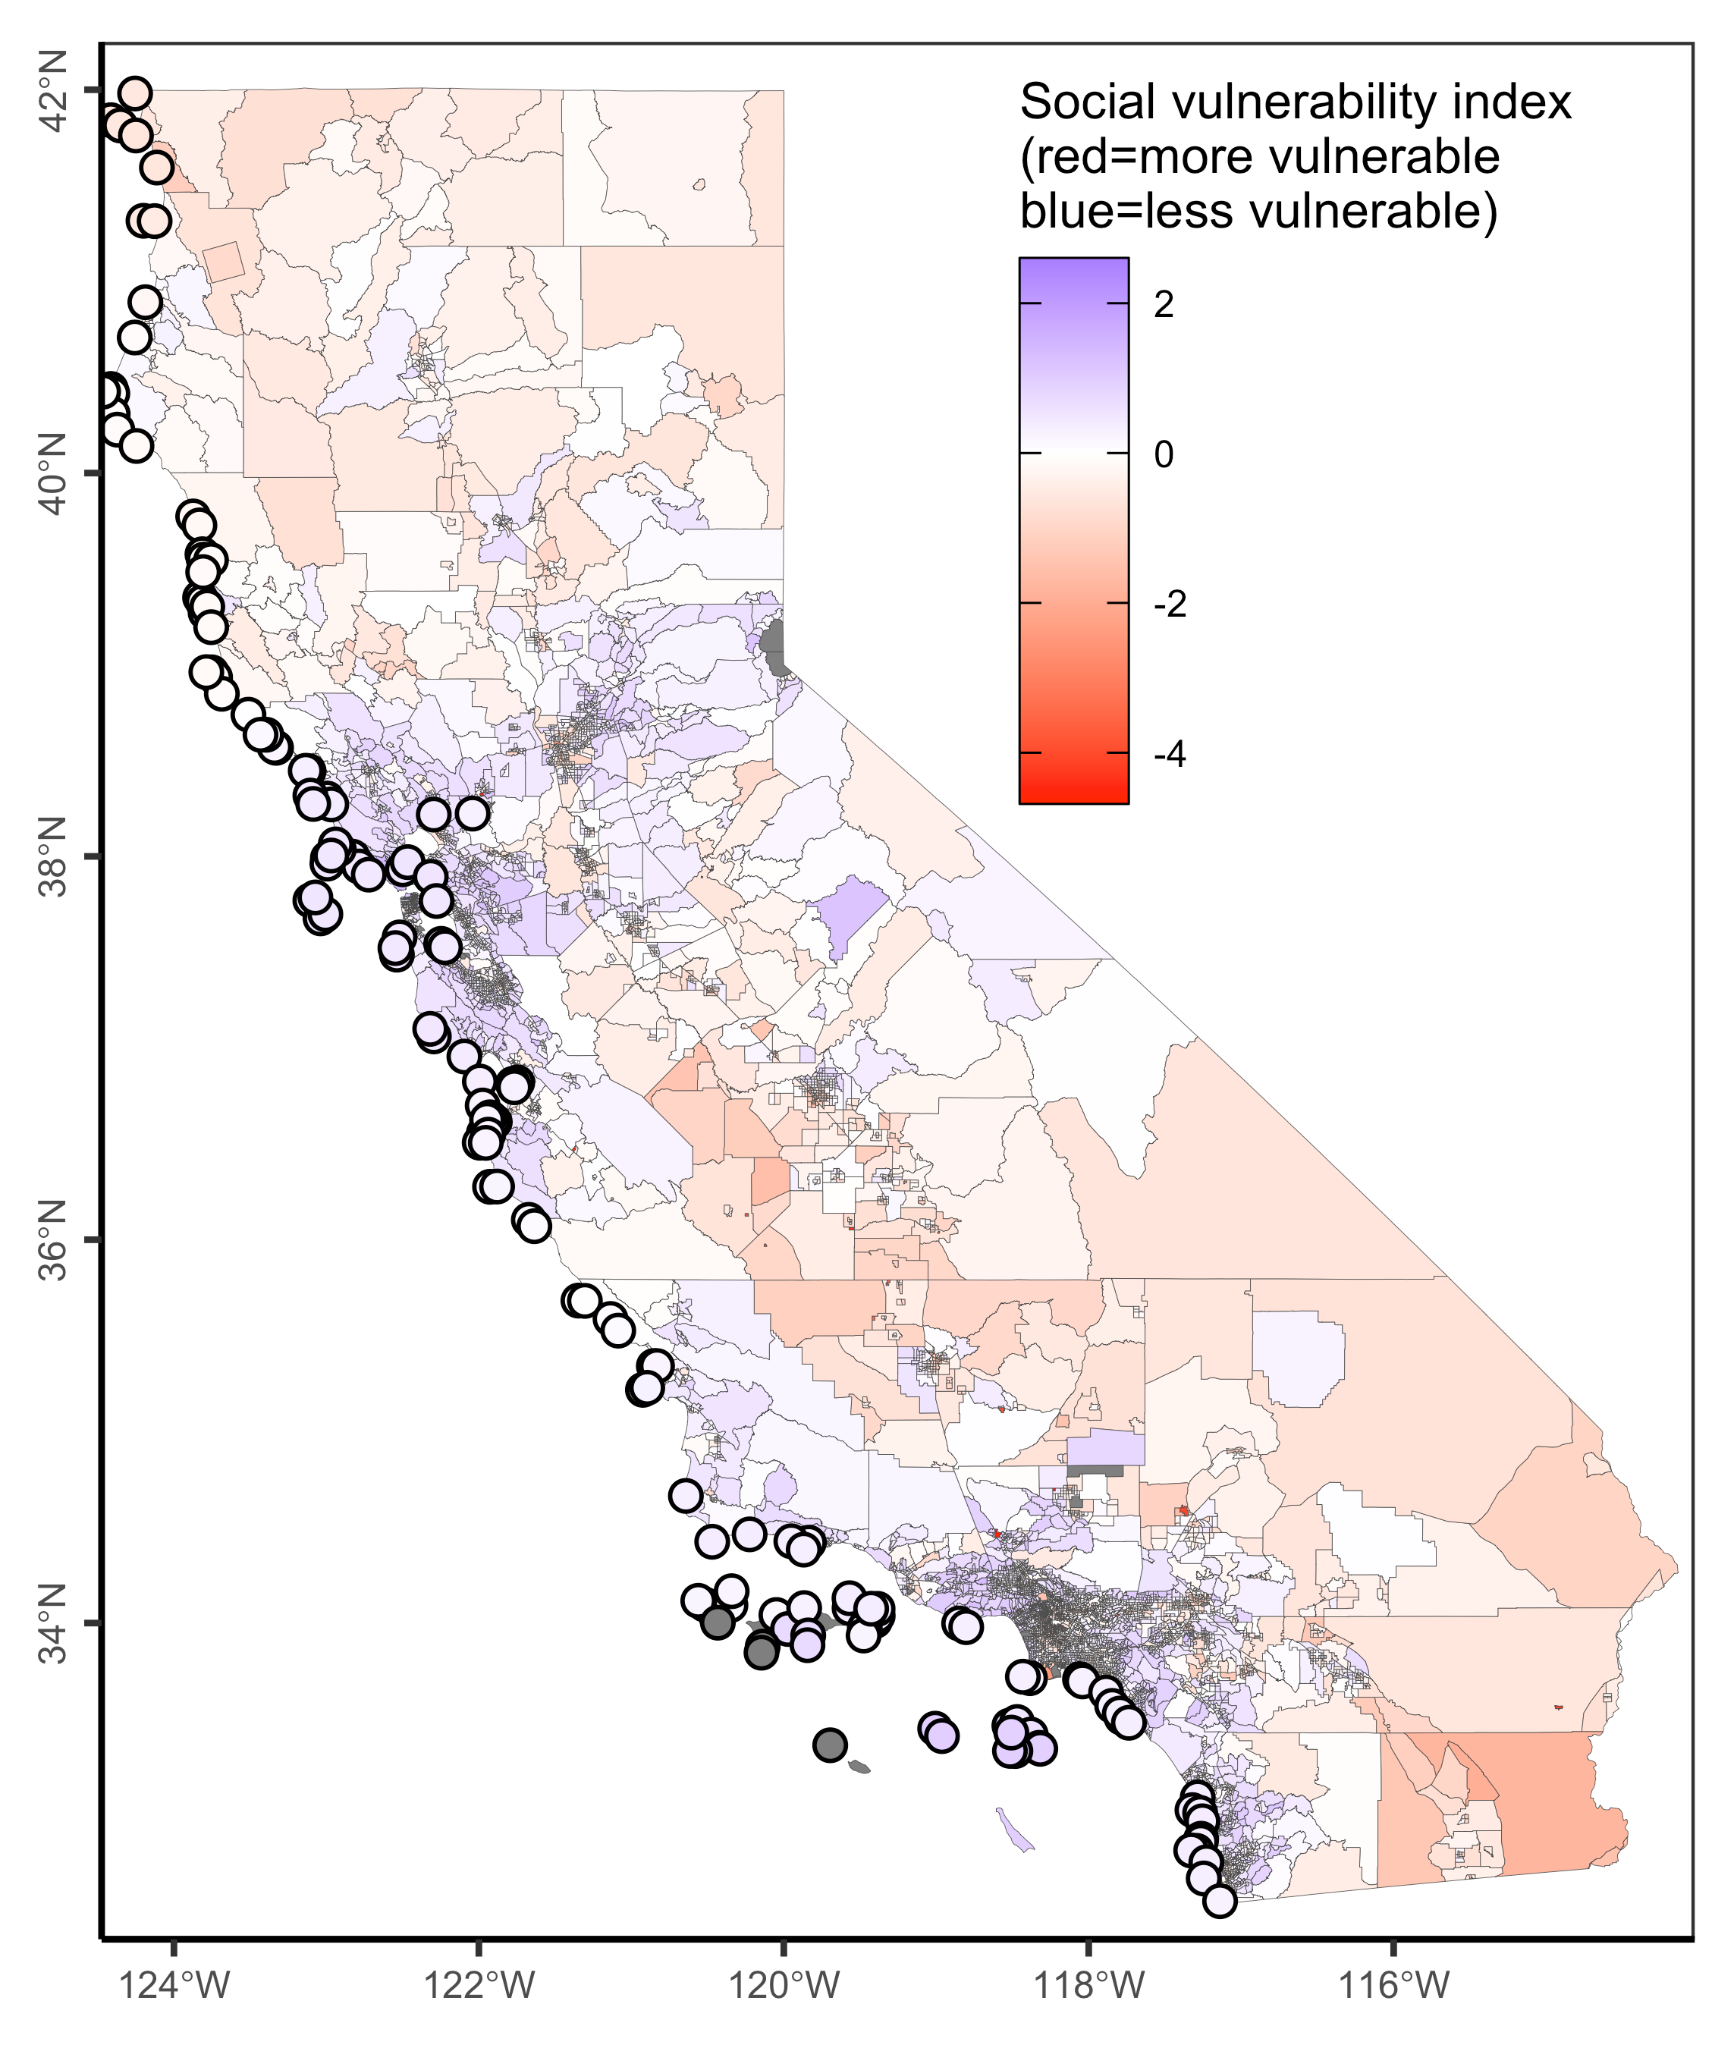 Social vulnerability index
(red=more vulnerable
blue=less vulnerable)
2
0
-2
-4
42°N
40°N
38°N
36°N
34°N
124°W
122°W
120°W
118°W
116°W